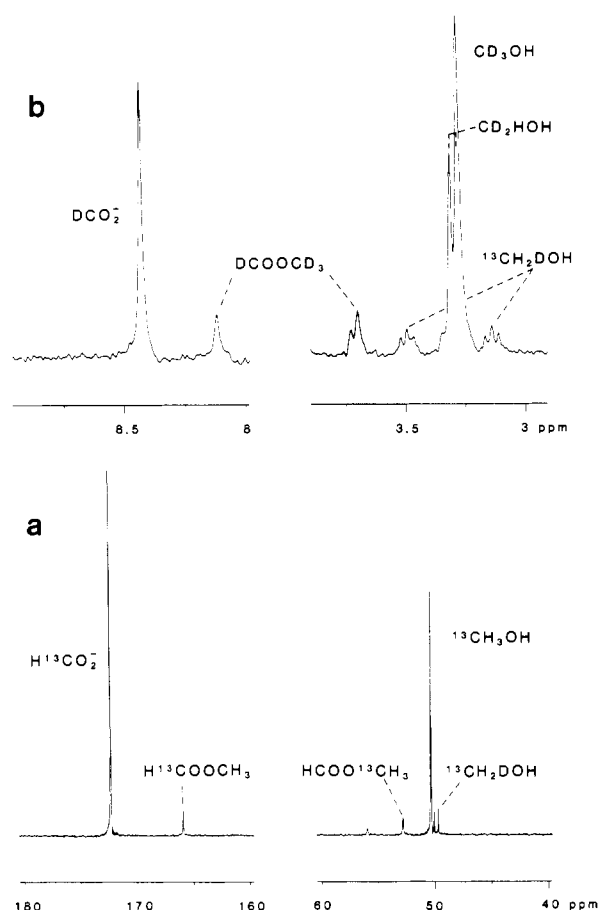 b
CD₃OH
CD₂HOH
DCO₂⁻
DCOOCD₃
¹³CH₂DOH
8.5 8 3.5 3 ppm
a
H¹³CO₂⁻
¹³CH₃OH
H¹³COOCH₃
HCOO¹³CH₃
¹³CH₂DOH
180 170 160 60 50 40 ppm